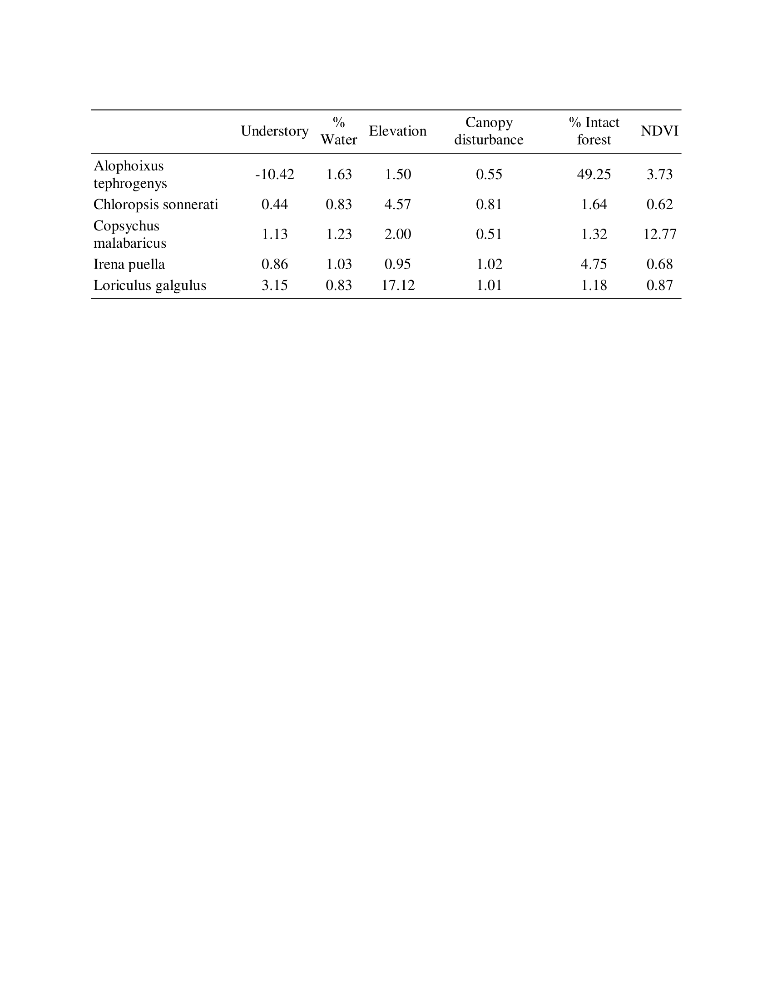 Understory % Water Elevation Canopy disturbance % Intact forest NDVI
Alophoixus tephrogenys -10.42 1.63 1.50 0.55 49.25 3.73
Chloropsis sonnerati 0.44 0.83 4.57 0.81 1.64 0.62
Copsychus malabaricus 1.13 1.23 2.00 0.51 1.32 12.77
Irena puella 0.86 1.03 0.95 1.02 4.75 0.68
Loriculus galgulus 3.15 0.83 17.12 1.01 1.18 0.87